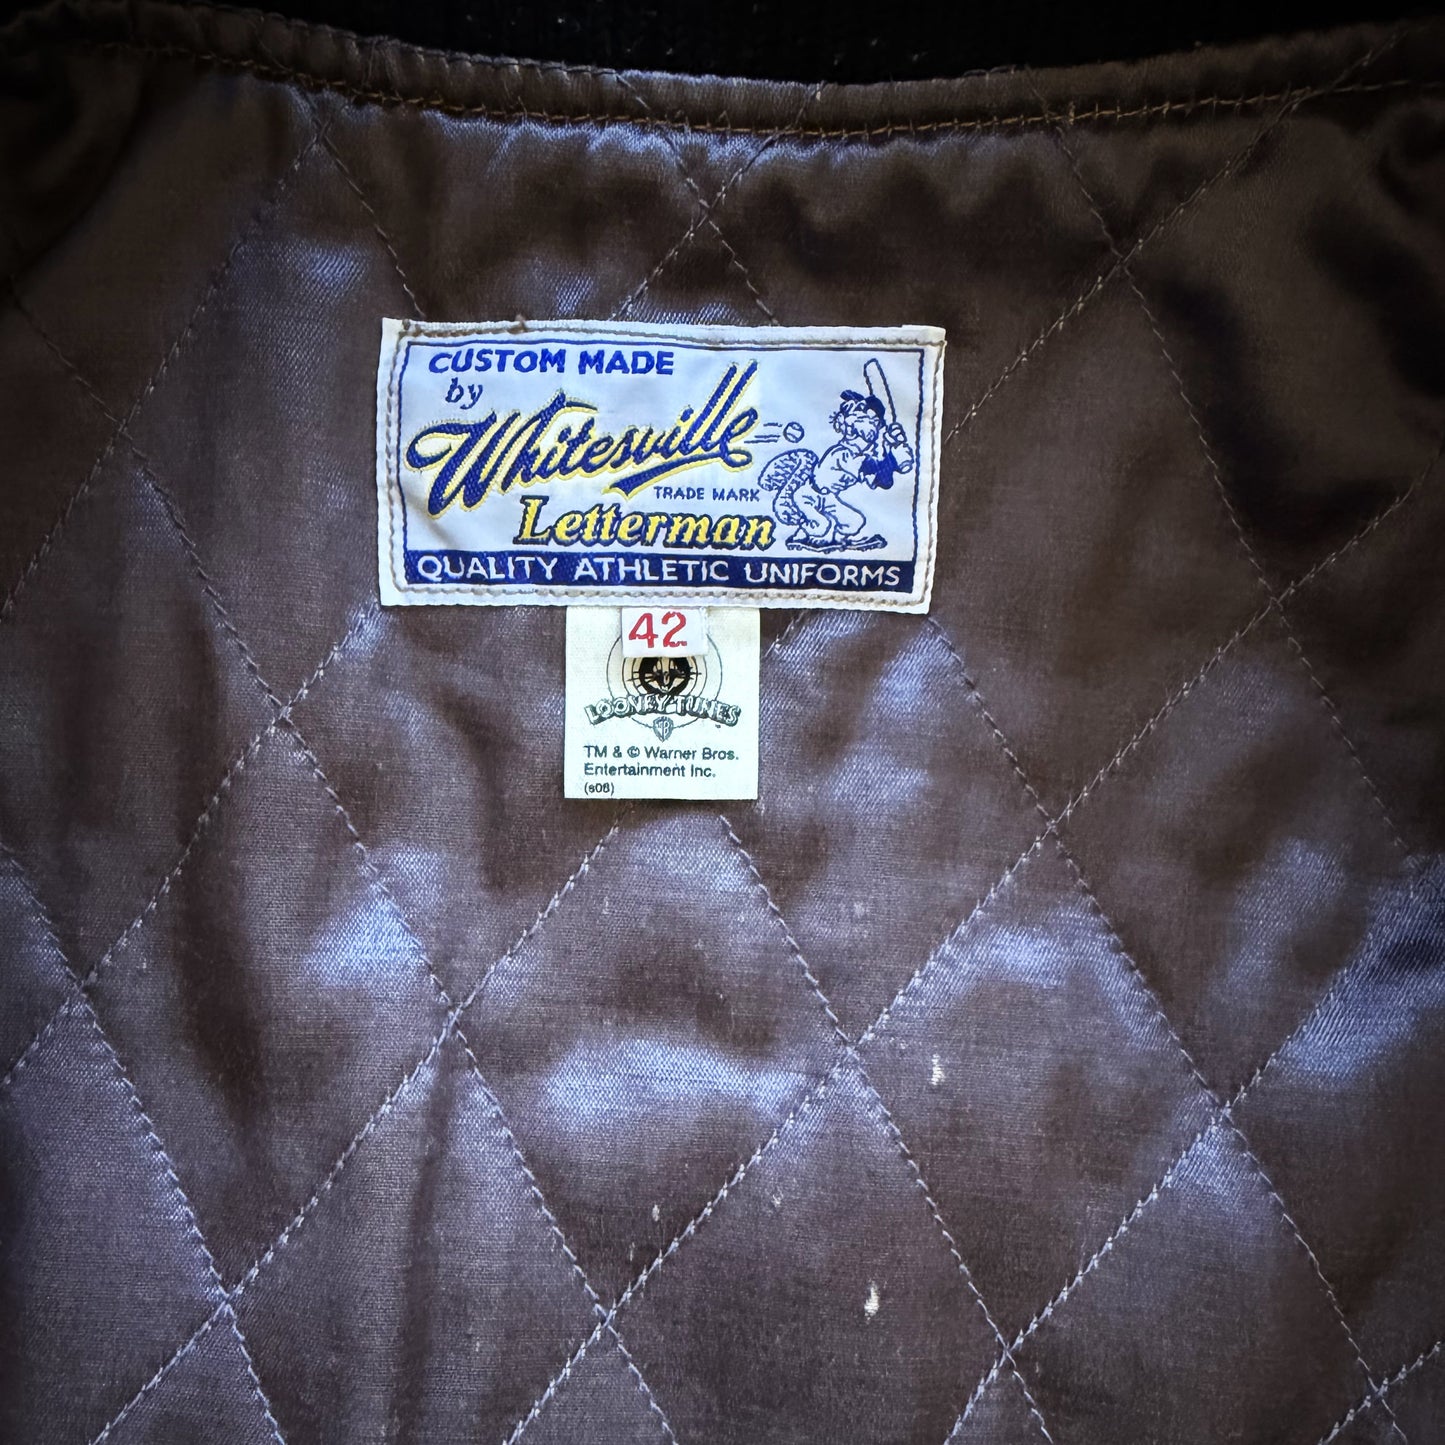 CUSTOM MADE
by
Whitesville
TRADE MARK
Letterman
QUALITY ATHLETIC UNIFORMS
42
LOONEY TUNES
WB
TM & © Warner Bros.
Entertainment Inc.
(s08)